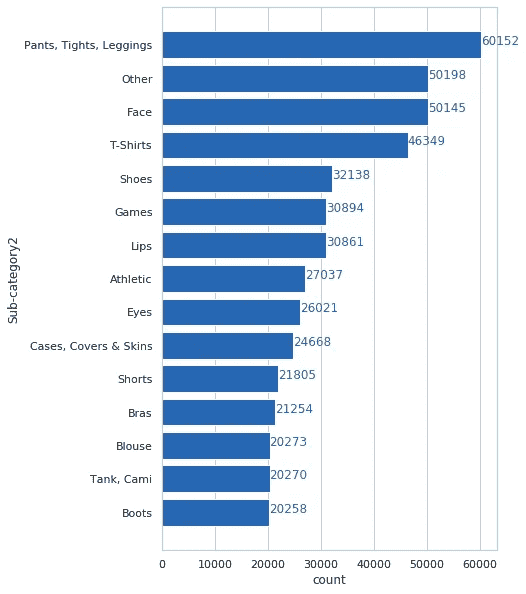 Sub-category2
Pants, Tights, Leggings 60152
Other 50198
Face 50145
T-Shirts 46349
Shoes 32138
Games 30894
Lips 30861
Athletic 27037
Eyes 26021
Cases, Covers & Skins 24668
Shorts 21805
Bras 21254
Blouse 20273
Tank, Cami 20270
Boots 20258
0 10000 20000 30000 40000 50000 60000
count